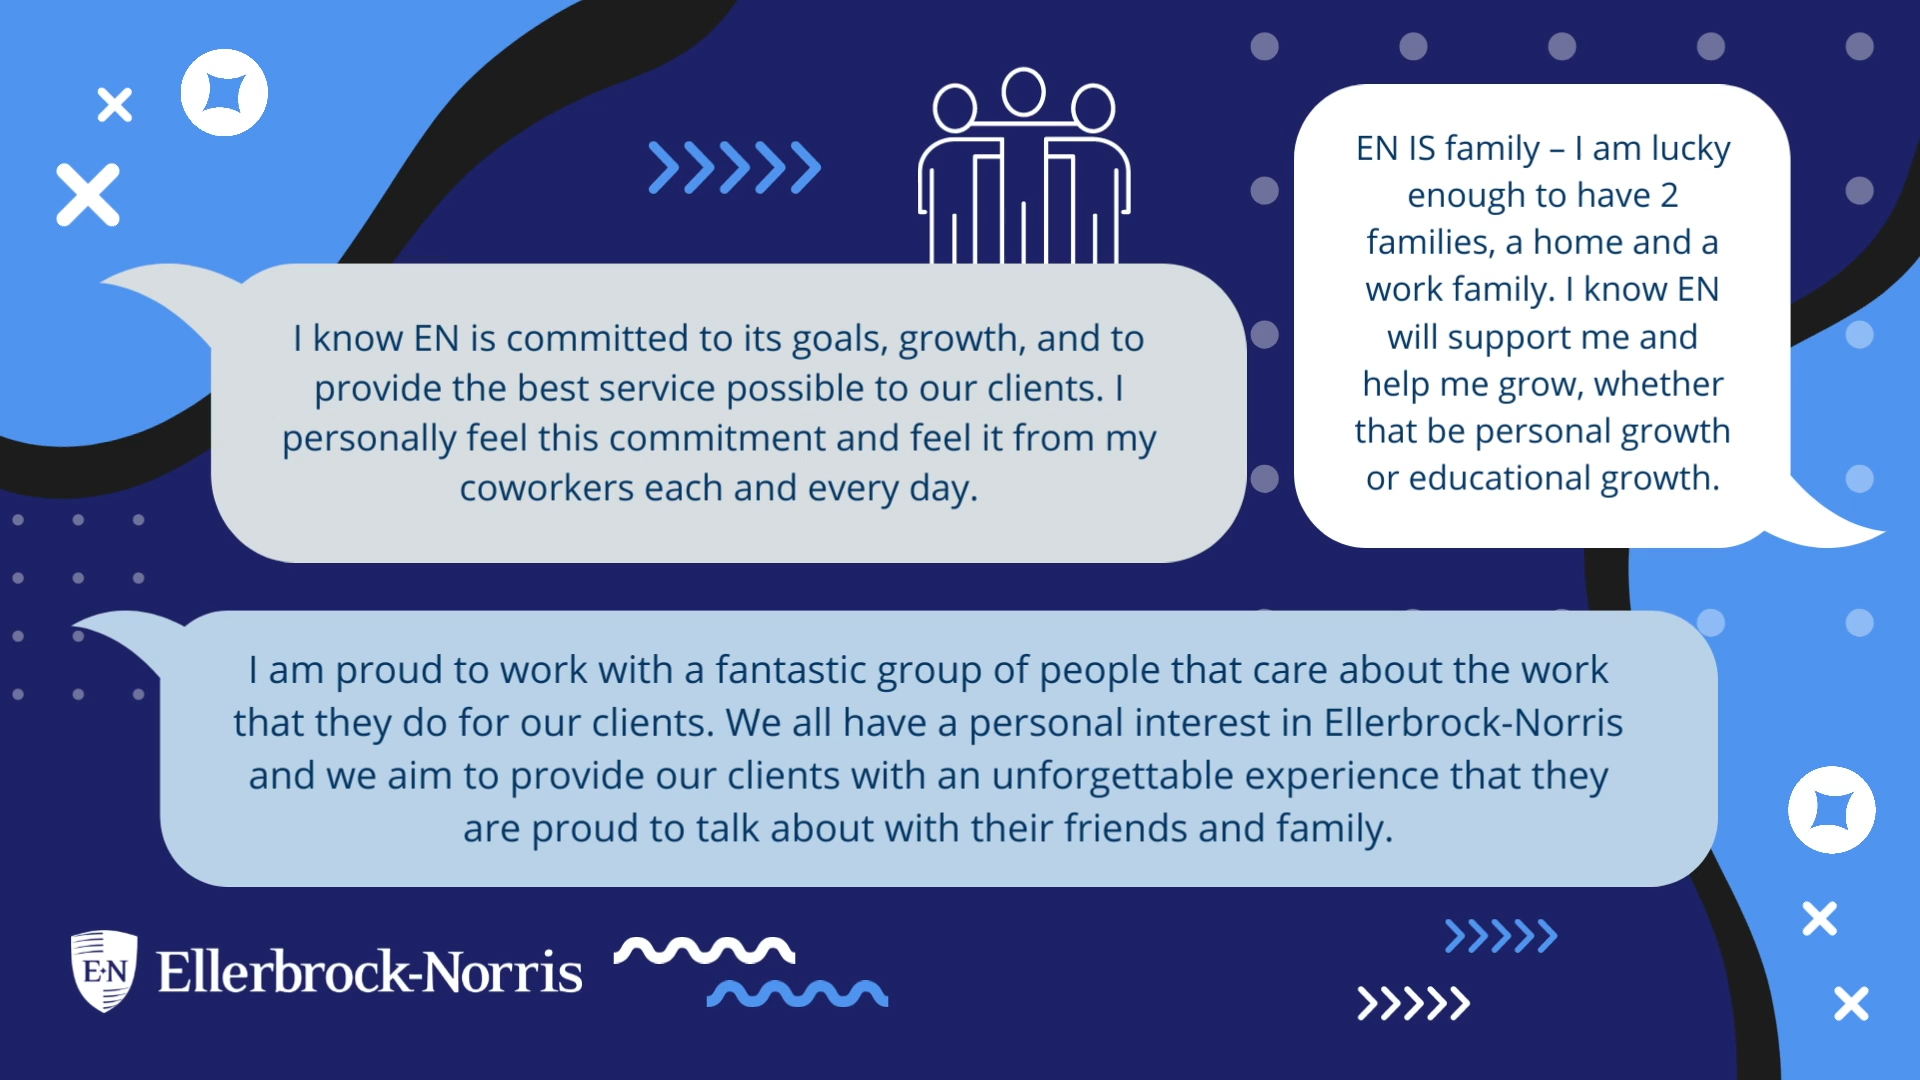 I know EN is committed to its goals, growth, and to
provide the best service possible to our clients. I
personally feel this commitment and feel it from my
coworkers each and every day.
EN IS family – I am lucky
enough to have 2
families, a home and a
work family. I know EN
will support me and
help me grow, whether
that be personal growth
or educational growth.
I am proud to work with a fantastic group of people that care about the work
that they do for our clients. We all have a personal interest in Ellerbrock-Norris
and we aim to provide our clients with an unforgettable experience that they
are proud to talk about with their friends and family.
E•N Ellerbrock-Norris